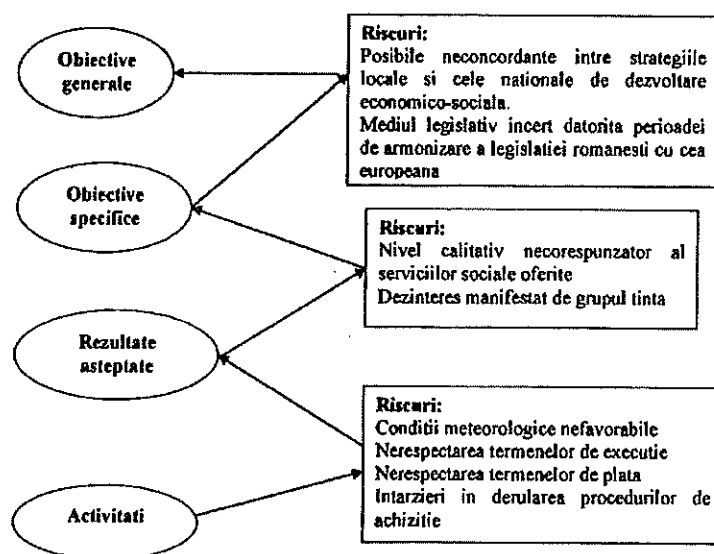 Obiective
generale
Riscuri:
Posibile neconcordante intre strategiile
locale si cele nationale de dezvoltare
economico-sociala.
Mediul legislativ incert datorita perioadei
de armonizare a legislatiei romanesti cu cea
europeana
Obiective
specifice
Riscuri:
Nivel calitativ necorespunzator al
serviciilor sociale oferite
Dezinteres manifestat de grupul tinta
Rezultate
asteptate
Riscuri:
Conditii meteorologice nefavorabile
Nerespectarea termenelor de executie
Nerespectarea termenelor de plata
Intarzieri in derularea procedurilor de
achizitie
Activitati